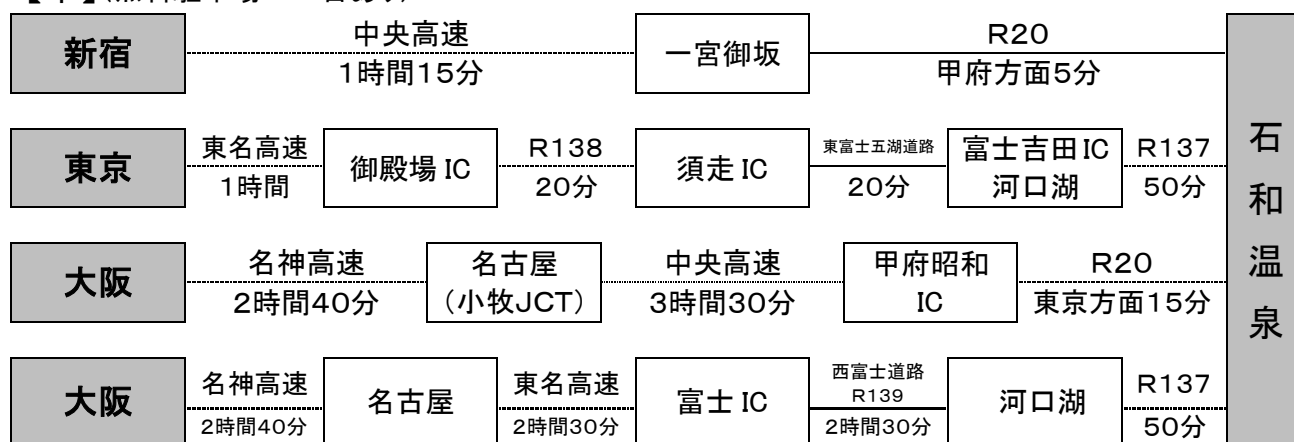 新宿
中央高速
1時間15分
一宮御坂
R20
甲府方面5分
東京
東名高速
1時間
御殿場 IC
R138
20分
須走 IC
東富士五湖道路
20分
富士吉田IC
河口湖
R137
50分
大阪
名神高速
2時間40分
名古屋
(小牧JCT)
中央高速
3時間30分
甲府昭和
IC
R20
東京方面15分
大阪
名神高速
2時間40分
名古屋
東名高速
2時間30分
富士 IC
西富士道路
R139
2時間30分
河口湖
R137
50分
石和温泉